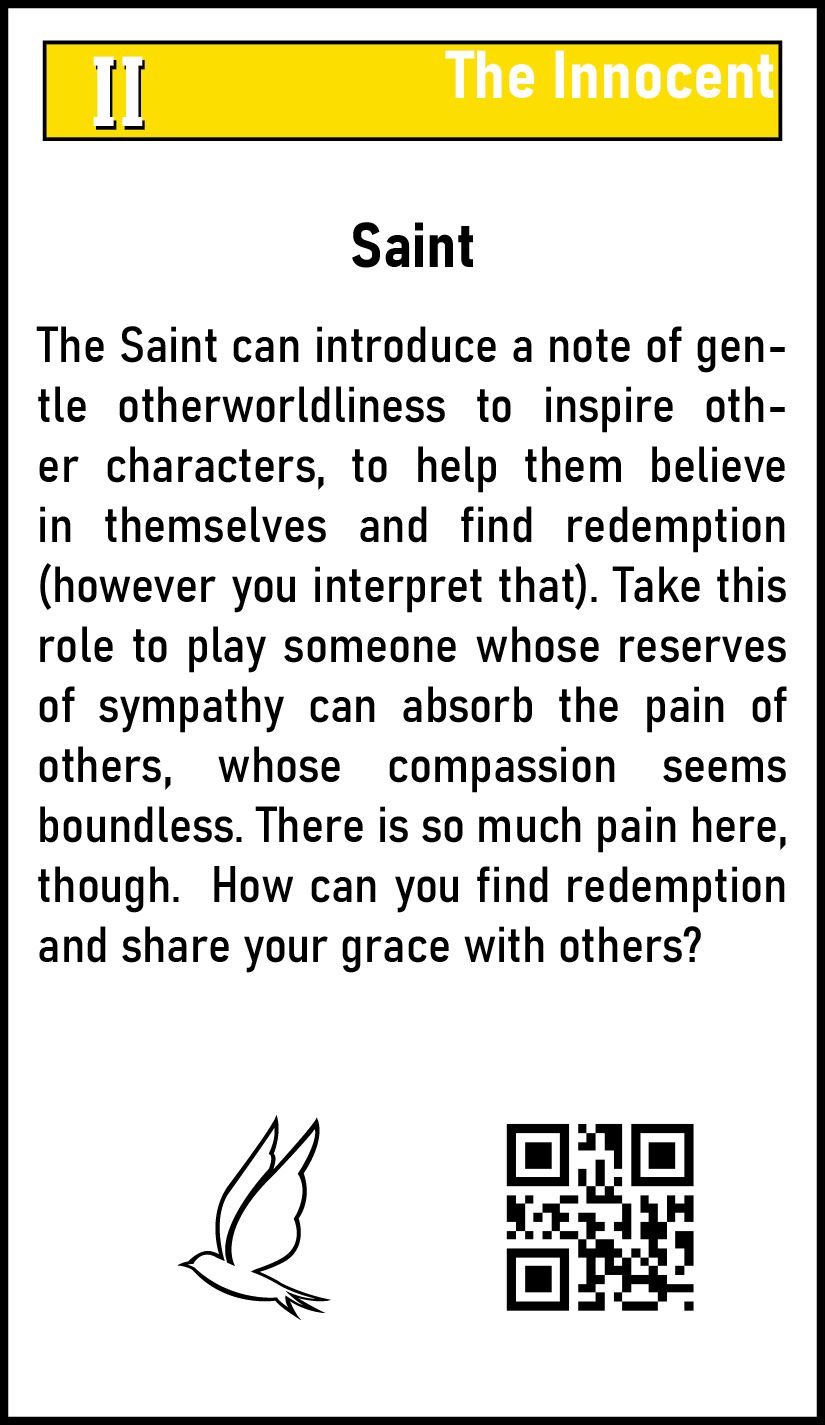 II
The Innocent
Saint
The Saint can introduce a note of gen-
tle otherworldliness to inspire oth-
er characters, to help them believe
in themselves and find redemption
(however you interpret that). Take this
role to play someone whose reserves
of sympathy can absorb the pain of
others, whose compassion seems
boundless. There is so much pain here,
though.  How can you find redemption
and share your grace with others?